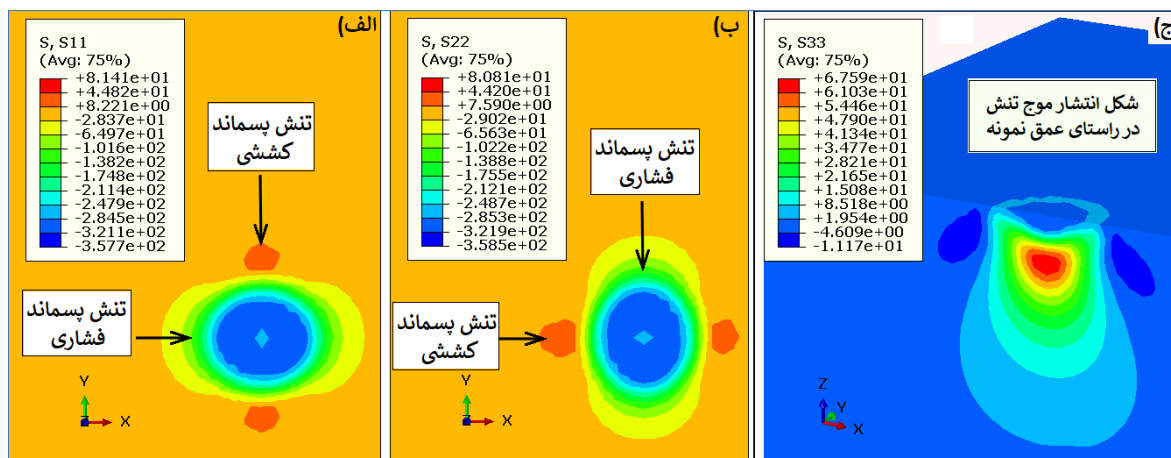 الف)
S, S11
(Avg: 75%)
+8.141e+01
+4.482e+01
+8.221e+00
-2.837e+01
-6.497e+01
-1.016e+02
-1.382e+02
-1.748e+02
-2.114e+02
-2.479e+02
-2.845e+02
-3.211e+02
-3.577e+02
تنش پسماند
کششی
تنش پسماند
فشاری
Y
Z
X
ب)
S, S22
(Avg: 75%)
+8.081e+01
+4.420e+01
+7.590e+00
-2.902e+01
-6.563e+01
-1.022e+02
-1.388e+02
-1.755e+02
-2.121e+02
-2.487e+02
-2.853e+02
-3.219e+02
-3.585e+02
تنش پسماند
فشاری
تنش پسماند
کششی
Y
Z
X
ج)
S, S33
(Avg: 75%)
+6.759e+01
+6.103e+01
+5.446e+01
+4.790e+01
+4.134e+01
+3.477e+01
+2.821e+01
+2.165e+01
+1.508e+01
+8.518e+00
+1.954e+00
-4.609e+00
-1.117e+01
شکل انتشار موج تنش
در راستای عمق نمونه
Z
Y
X